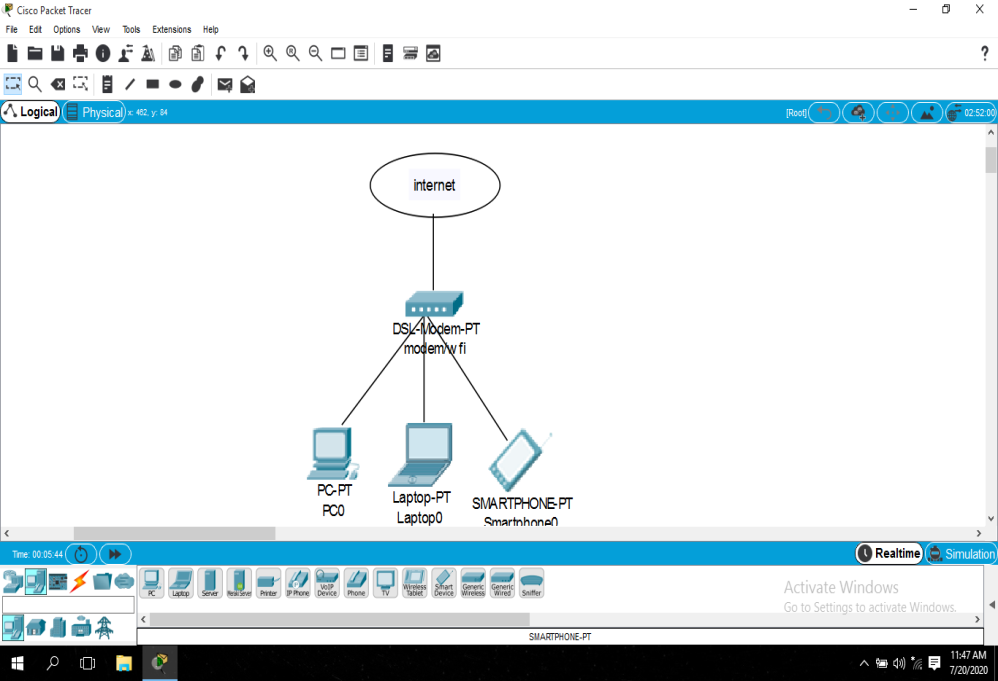 Cisco Packet Tracer
File Edit Options View Tools Extensions Help
?
Logical Physical x: 462, y: 84 [Root] 02:52:00
internet
DSL-Modem-PT
modem/wifi
PC-PT
PC0
Laptop-PT
Laptop0
SMARTPHONE-PT
Smartphone0
Time: 00:05:44 Realtime Simulation
PC Laptop Server Printer IP Phone VoIP Device Phone TV Wireless Tablet Smart Device Generic Wireless Generic Wired Sniffer
Activate Windows
Go to Settings to activate Windows.
SMARTPHONE-PT
11:47 AM
7/20/2020